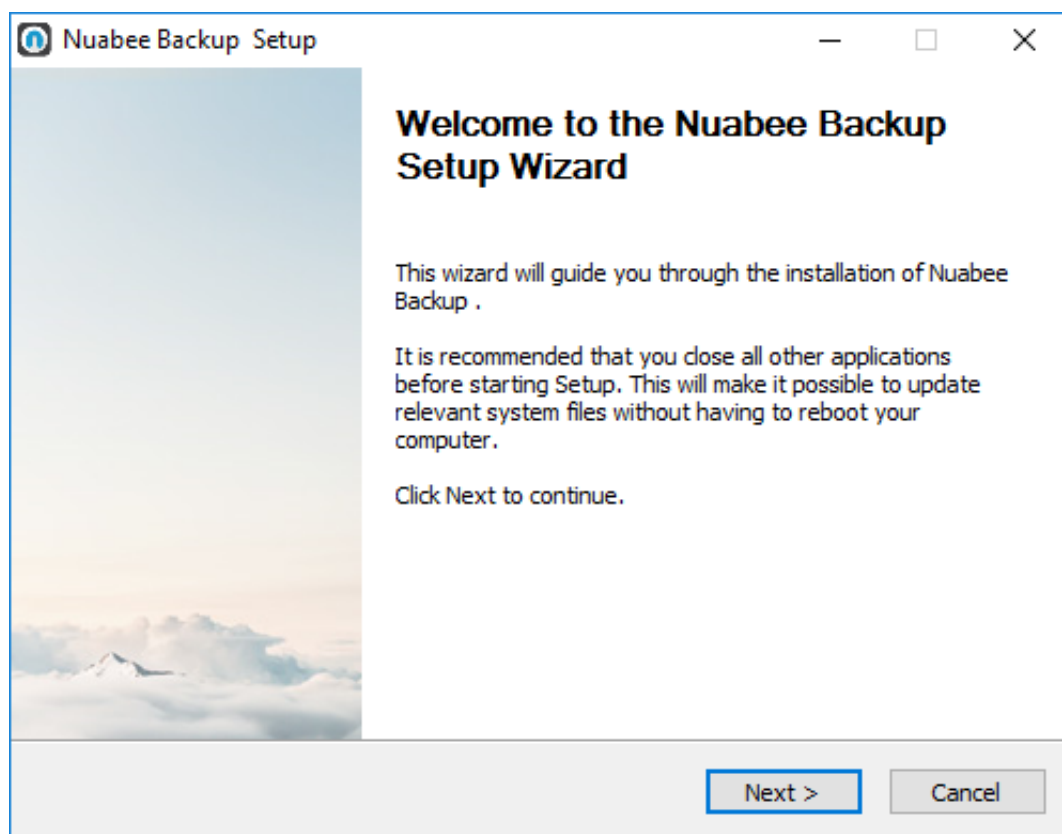 Nuabee Backup  Setup
Welcome to the Nuabee Backup
Setup Wizard
This wizard will guide you through the installation of Nuabee
Backup .
It is recommended that you close all other applications
before starting Setup. This will make it possible to update
relevant system files without having to reboot your
computer.
Click Next to continue.
Next >
Cancel